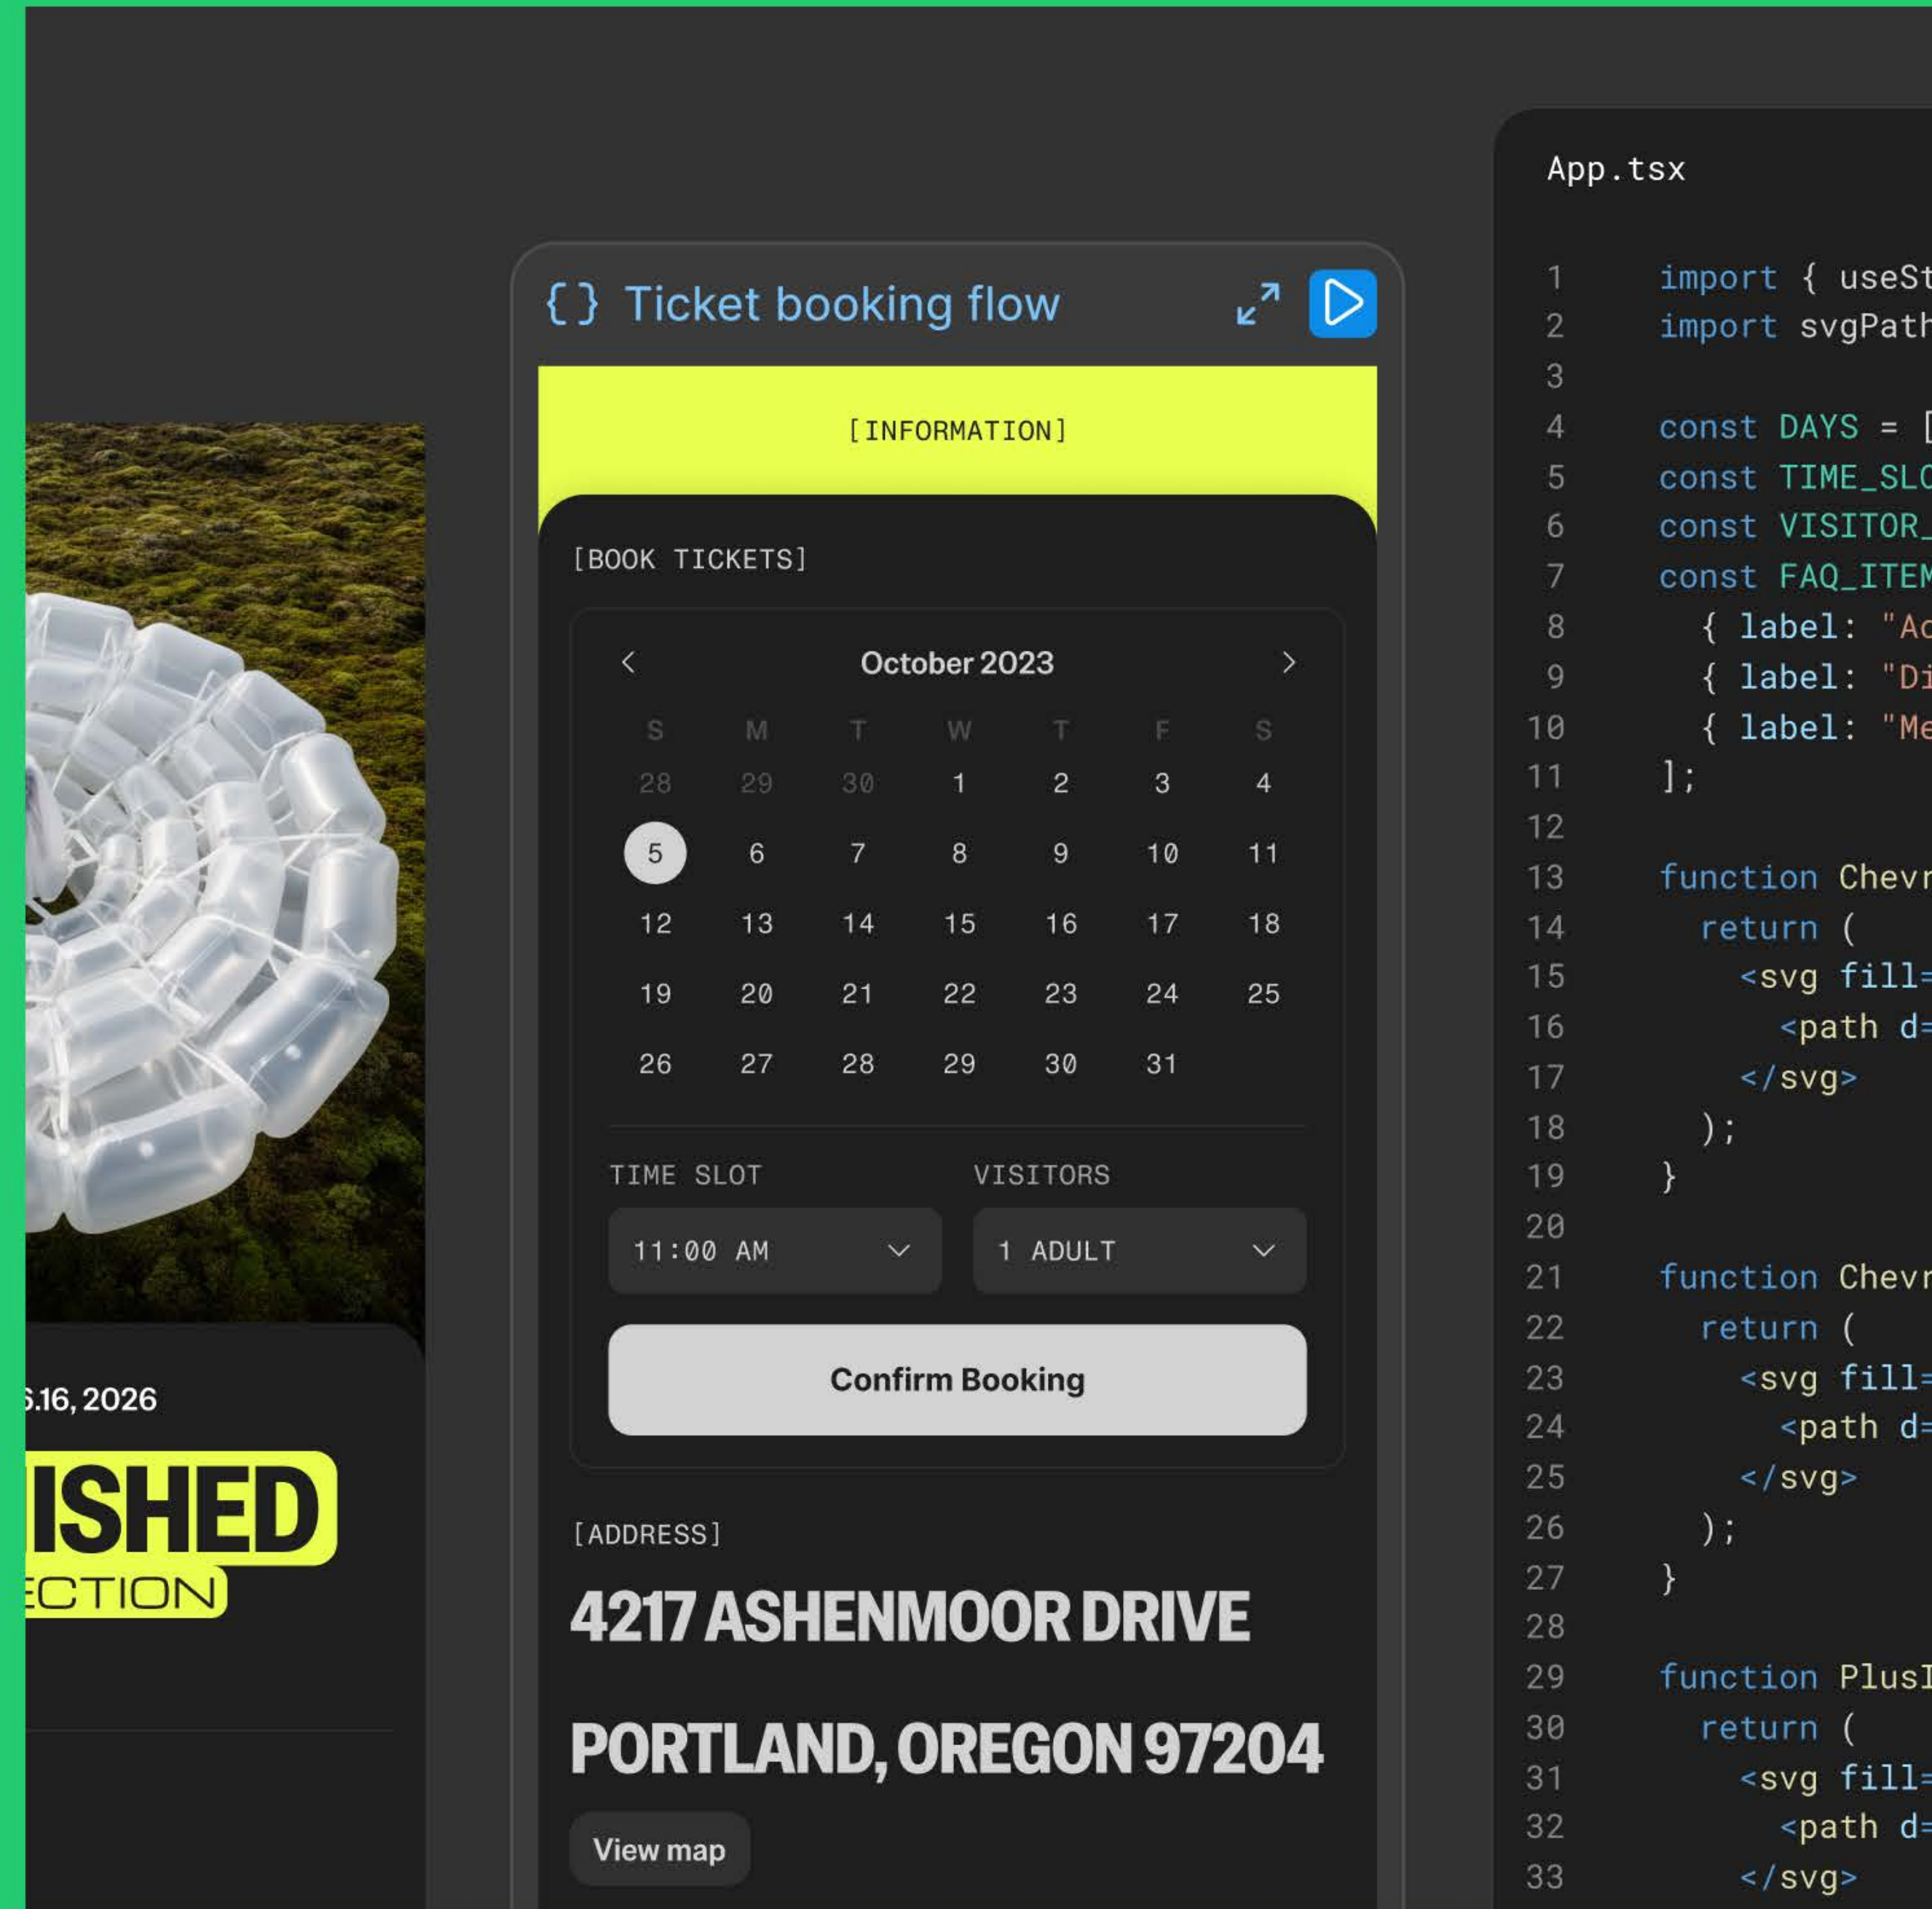 16, 2026
ISHED
ECTION
{} Ticket booking flow
[INFORMATION]
[BOOK TICKETS]
October 2023
S M T W T F S
28 29 30 1 2 3 4
5 6 7 8 9 10 11
12 13 14 15 16 17 18
19 20 21 22 23 24 25
26 27 28 29 30 31
TIME SLOT VISITORS
11:00 AM 1 ADULT
Confirm Booking
[ADDRESS]
4217 ASHENMOOR DRIVE
PORTLAND, OREGON 97204
View map
App.tsx
1 import { useSt
2 import svgPath
3
4 const DAYS = [
5 const TIME_SLO
6 const VISITOR_
7 const FAQ_ITEM
8 { label: "Ac
9 { label: "Di
10 { label: "Me
11 ];
12
13 function Chevr
14 return (
15 <svg fill=
16 <path d=
17 </svg>
18 );
19 }
20
21 function Chevr
22 return (
23 <svg fill=
24 <path d=
25 </svg>
26 );
27 }
28
29 function PlusI
30 return (
31 <svg fill=
32 <path d=
33 </svg>